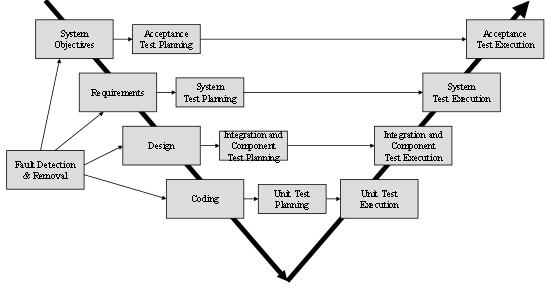 System
Objectives
Acceptance
Test Planning
Acceptance
Test Execution
Requirements
System
Test Planning
System
Test Execution
Design
Integration and
Component
Test Planning
Integration and
Component
Test Execution
Fault Detection
& Removal
Coding
Unit Test
Planning
Unit Test
Execution